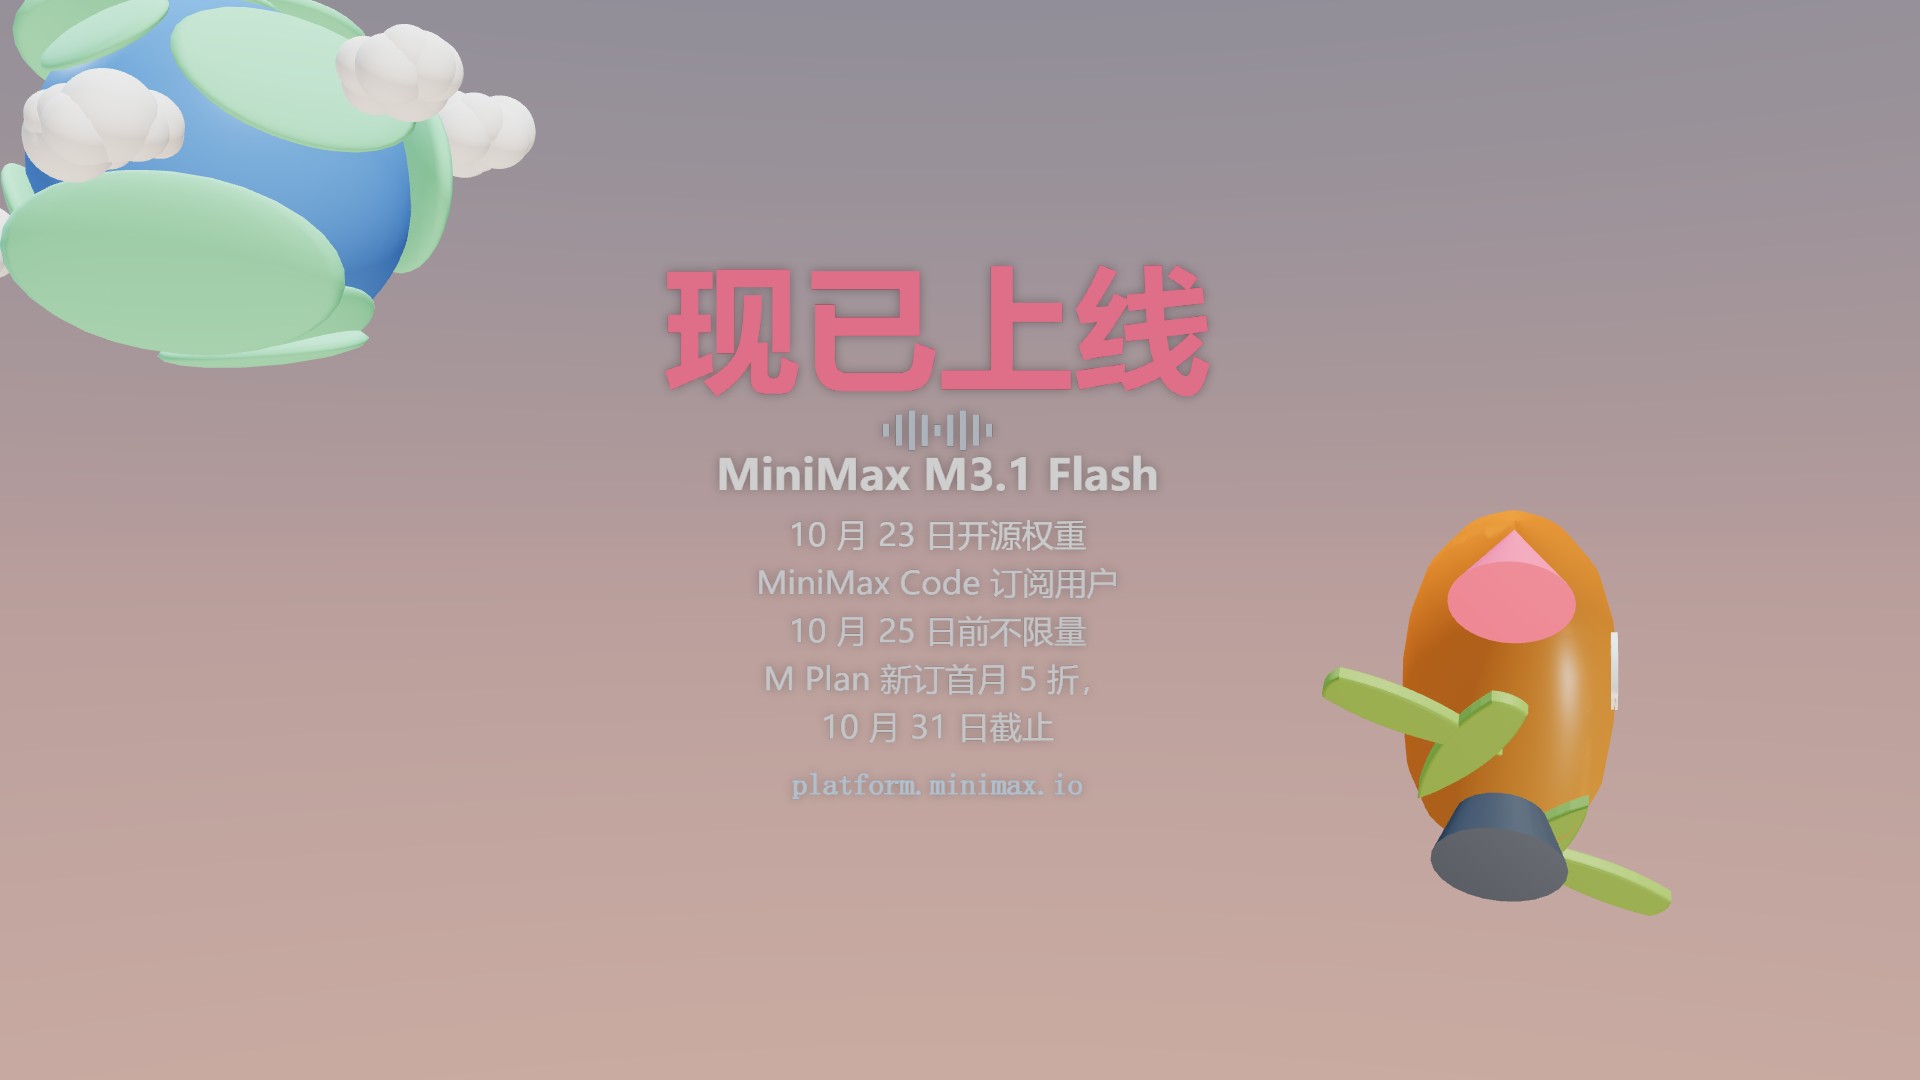 现已上线
MiniMax M3.1 Flash
10 月 23 日开源权重
MiniMax Code 订阅用户
10 月 25 日前不限量
M Plan 新订首月 5 折，
10 月 31 日截止
platform.minimax.io